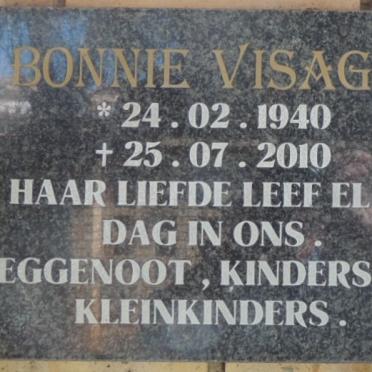 BONNIE VISAG
* 24 . 02 . 1940
+ 25 . 07 . 2010
HAAR LIEFDE LEEF EL
DAG IN ONS .
EGGENOOT , KINDERS
KLEINKINDERS .